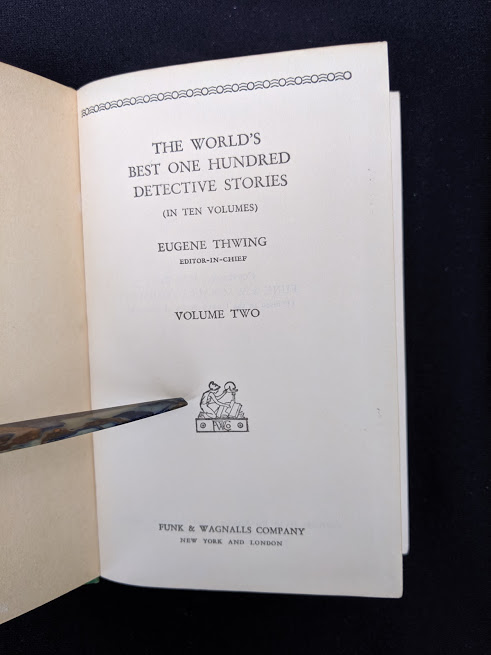 THE WORLD'S
BEST ONE HUNDRED
DETECTIVE STORIES
(IN TEN VOLUMES)
EUGENE THWING
EDITOR-IN-CHIEF
VOLUME TWO
FUNK & WAGNALLS COMPANY
NEW YORK AND LONDON